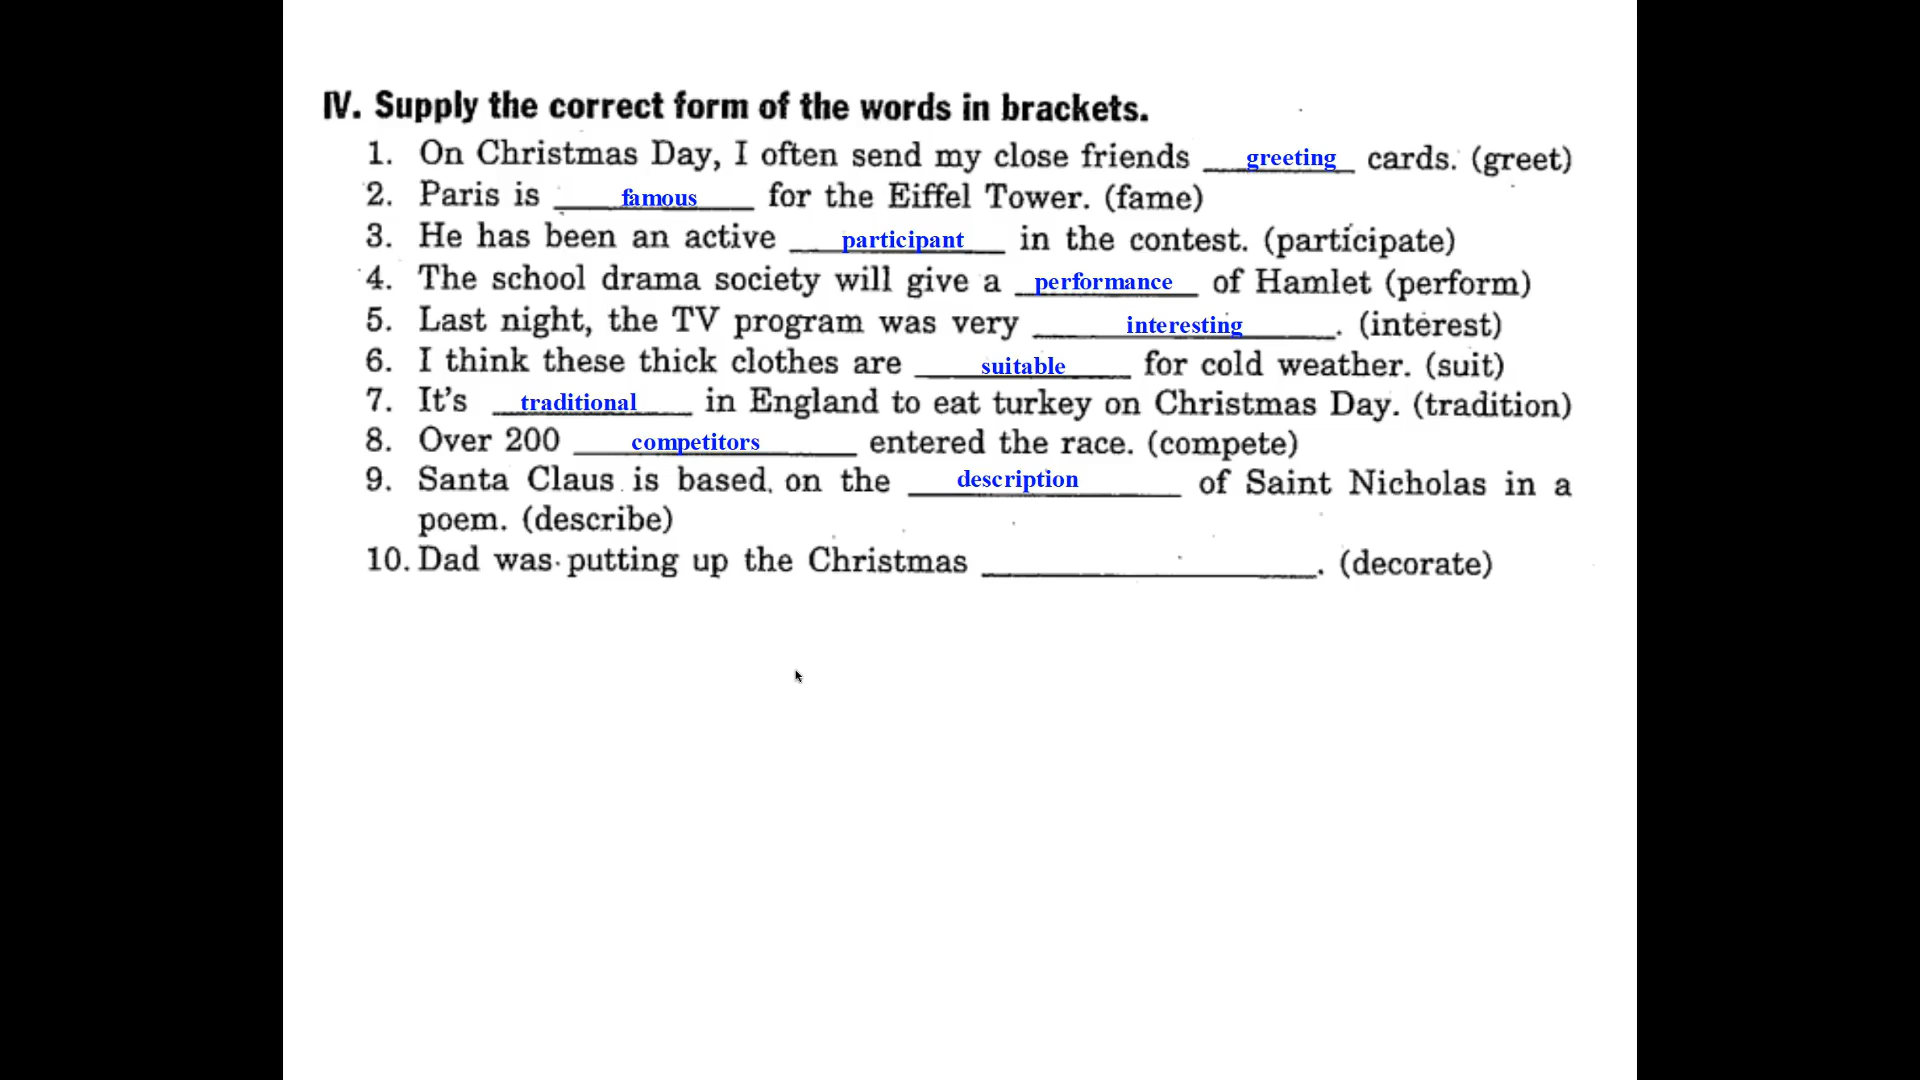 IV. Supply the correct form of the words in brackets.
1. On Christmas Day, I often send my close friends greeting cards. (greet)
2. Paris is famous for the Eiffel Tower. (fame)
3. He has been an active participant in the contest. (participate)
4. The school drama society will give a performance of Hamlet (perform)
5. Last night, the TV program was very interesting. (interest)
6. I think these thick clothes are suitable for cold weather. (suit)
7. It's traditional in England to eat turkey on Christmas Day. (tradition)
8. Over 200 competitors entered the race. (compete)
9. Santa Claus is based on the description of Saint Nicholas in a
poem. (describe)
10. Dad was putting up the Christmas ____________________. (decorate)